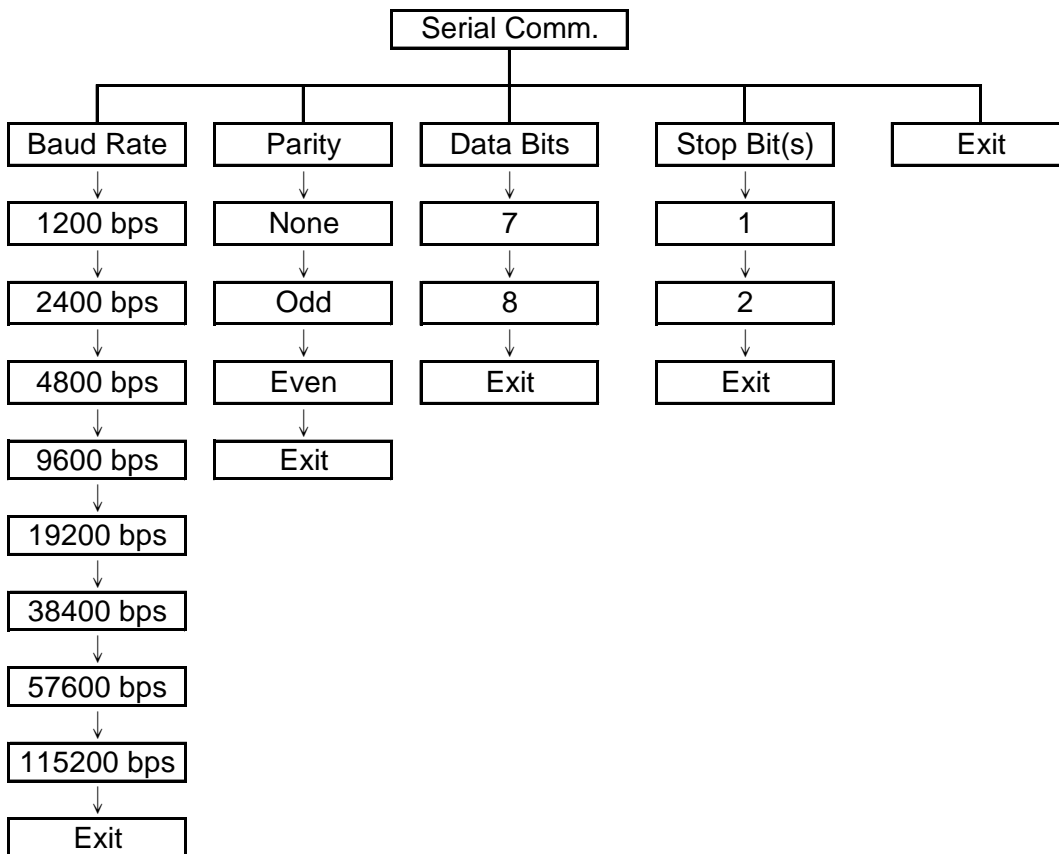 Serial Comm.
Baud Rate Parity Data Bits Stop Bit(s) Exit
1200 bps None 7 1
2400 bps Odd 8 2
4800 bps Even Exit Exit
9600 bps Exit
19200 bps
38400 bps
57600 bps
115200 bps
Exit